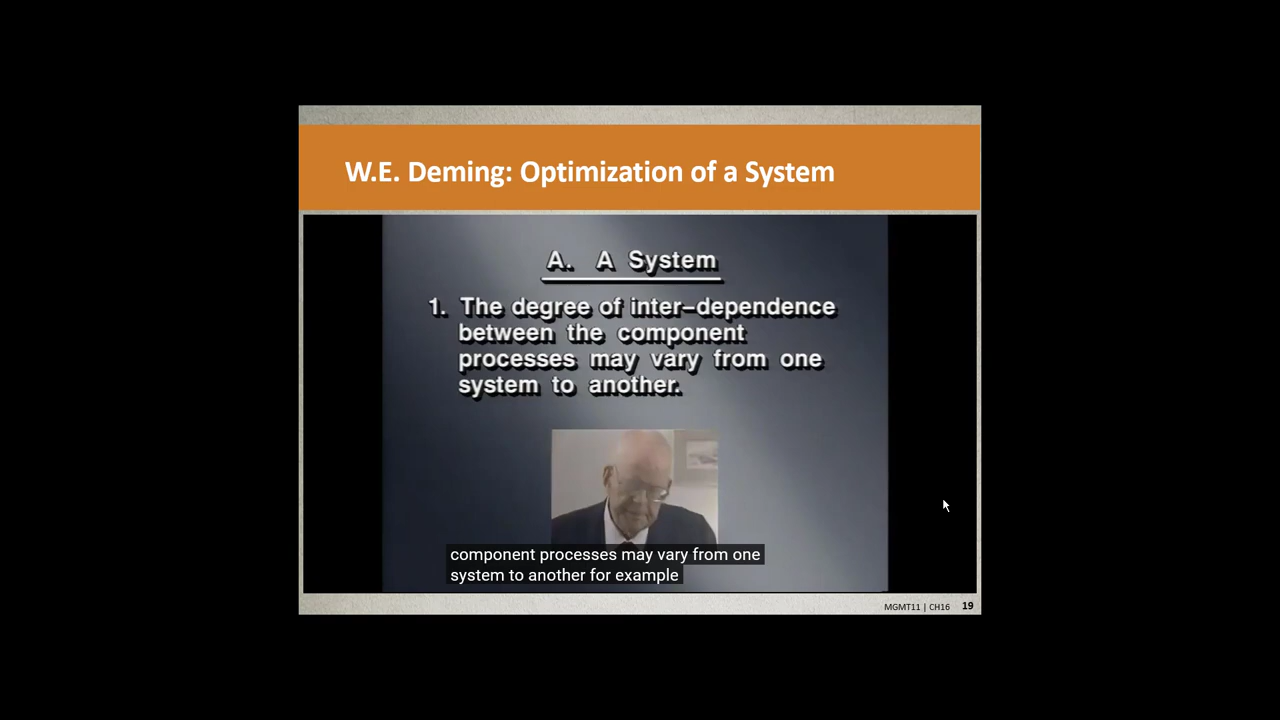 W.E. Deming: Optimization of a System
A. A System
1. The degree of inter-dependence
between the component
processes may vary from one
system to another.
component processes may vary from one
system to another for example
MGMT11 | CH16 19